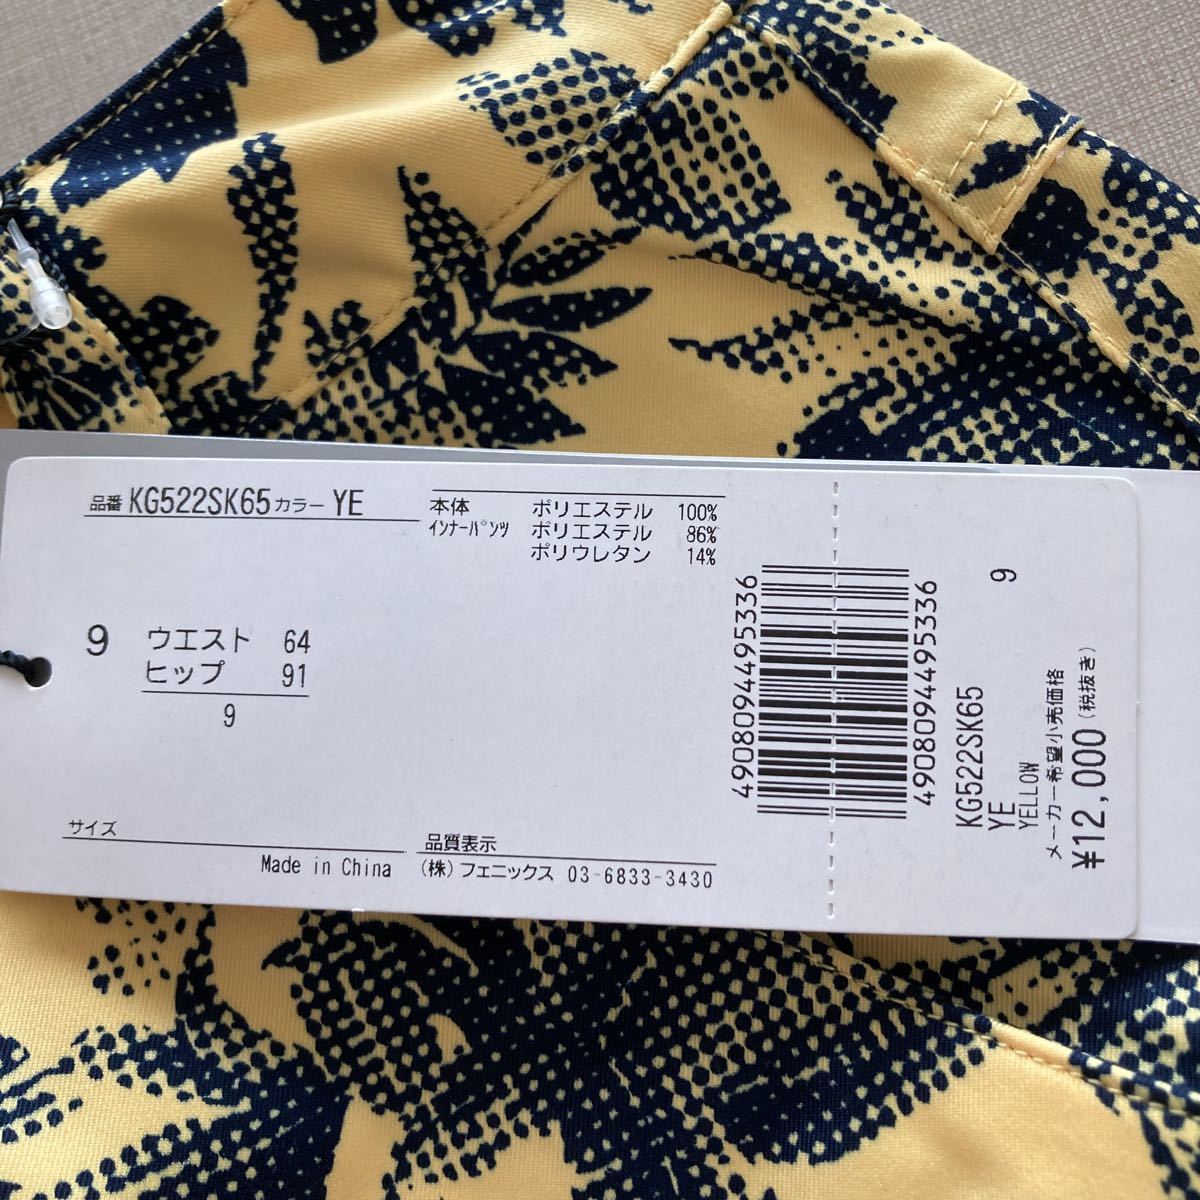 品番 KG522SK65 カラー YE
本体 ポリエステル 100%
インナーパンツ ポリエステル 86%
ポリウレタン 14%
9 ウエスト 64
ヒップ 91
9
サイズ
Made in China
品質表示
(株) フェニックス 03-6833-3430
4908094495336
4908094495336
9
KG522SK65
YE
YELLOW
メーカー希望小売価格
¥12,000 (税抜き)